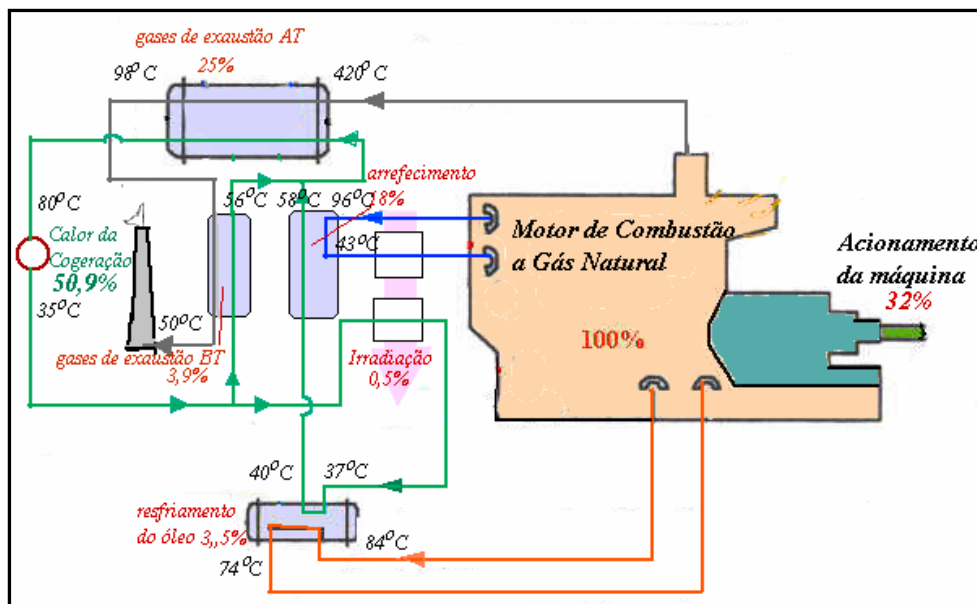 gases de exaustão AT
25%
98°C
420°C
arrefecimento
18%
80°C
56°C
58°C
96°C
43°C
Calor da
Cogeração
50,9%
35°C
50°C
gases de exaustão BT
3,9%
Irradiação
0,5%
Motor de Combustão
a Gás Natural
100%
Acionamento
da máquina
32%
40°C
37°C
resfriamento
do óleo 3,,5%
84°C
74°C